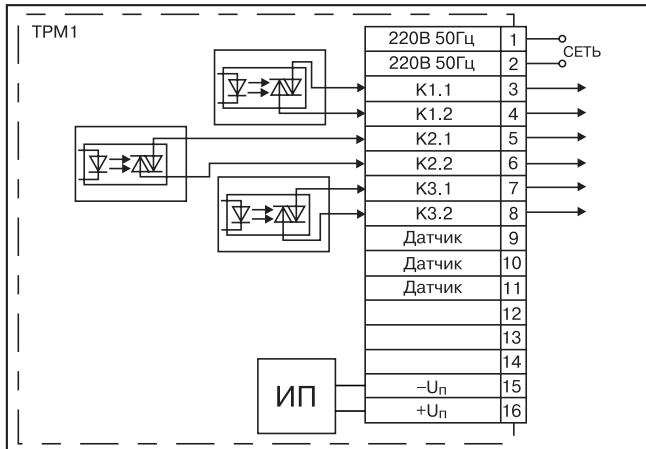 ТРМ1
220В 50Гц 1
220В 50Гц 2
СЕТЬ
К1.1 3
К1.2 4
К2.1 5
К2.2 6
К3.1 7
К3.2 8
Датчик 9
Датчик 10
Датчик 11
12
13
14
ИП
–Uп 15
+Uп 16